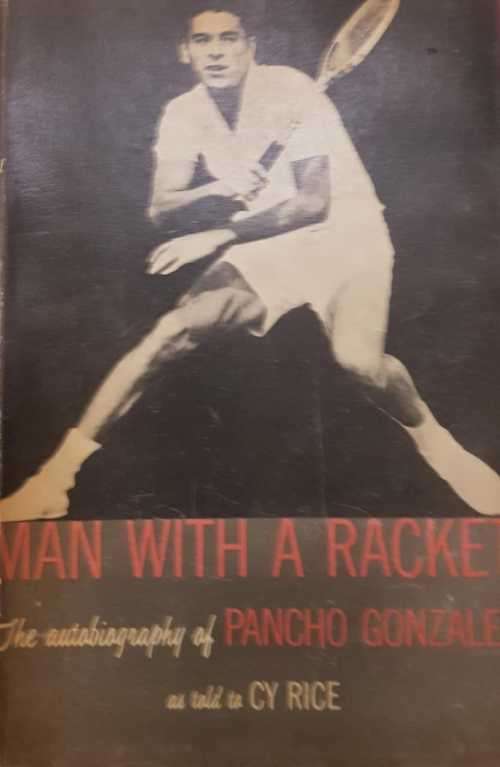 MAN WITH A RACKET
The autobiography of PANCHO GONZALE
as told to CY RICE